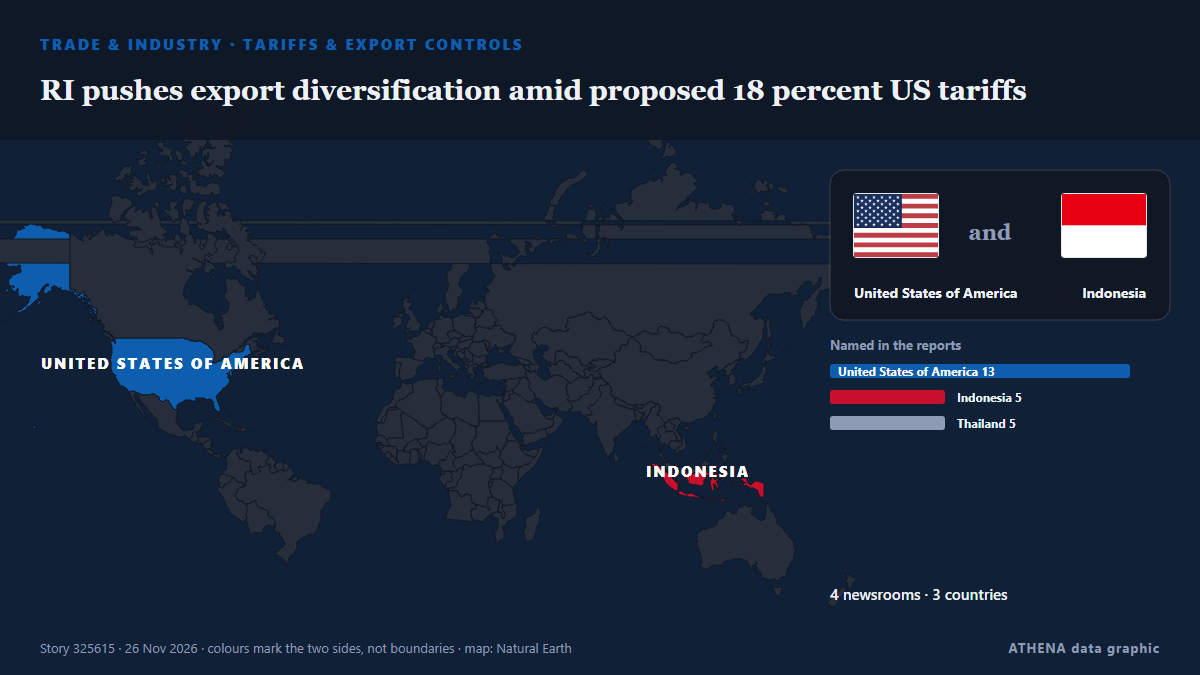 TRADE & INDUSTRY · TARIFFS & EXPORT CONTROLS
RI pushes export diversification amid proposed 18 percent US tariffs
and
United States of America
Indonesia
Named in the reports
United States of America 13
Indonesia 5
Thailand 5
UNITED STATES OF AMERICA
INDONESIA
4 newsrooms · 3 countries
Story 325615 · 26 Nov 2026 · colours mark the two sides, not boundaries · map: Natural Earth
ATHENA data graphic